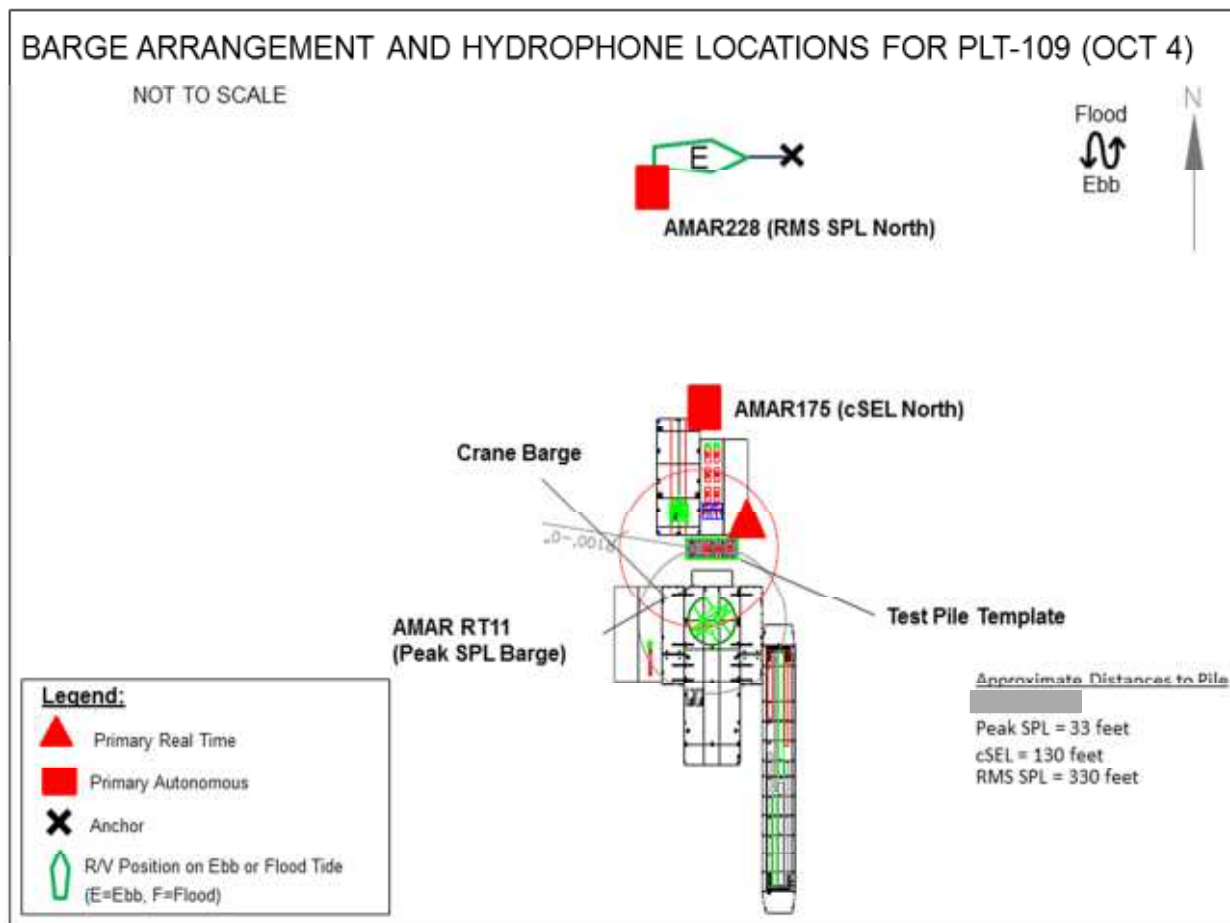 BARGE ARRANGEMENT AND HYDROPHONE LOCATIONS FOR PLT-109 (OCT 4)
NOT TO SCALE
Flood
Ebb
N
E
AMAR228 (RMS SPL North)
AMAR175 (cSEL North)
Crane Barge
R100'-0"
Test Pile Template
AMAR RT11
(Peak SPL Barge)
Approximate Distances to Pile
Peak SPL = 33 feet
cSEL = 130 feet
RMS SPL = 330 feet
Legend:
Primary Real Time
Primary Autonomous
Anchor
R/V Position on Ebb or Flood Tide
(E=Ebb, F=Flood)